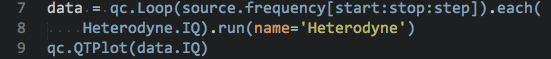 7 data = qc.Loop(source.frequency[start:stop:step]).each(
8     Heterodyne.IQ).run(name='Heterodyne')
9 qc.QTPlot(data.IQ)